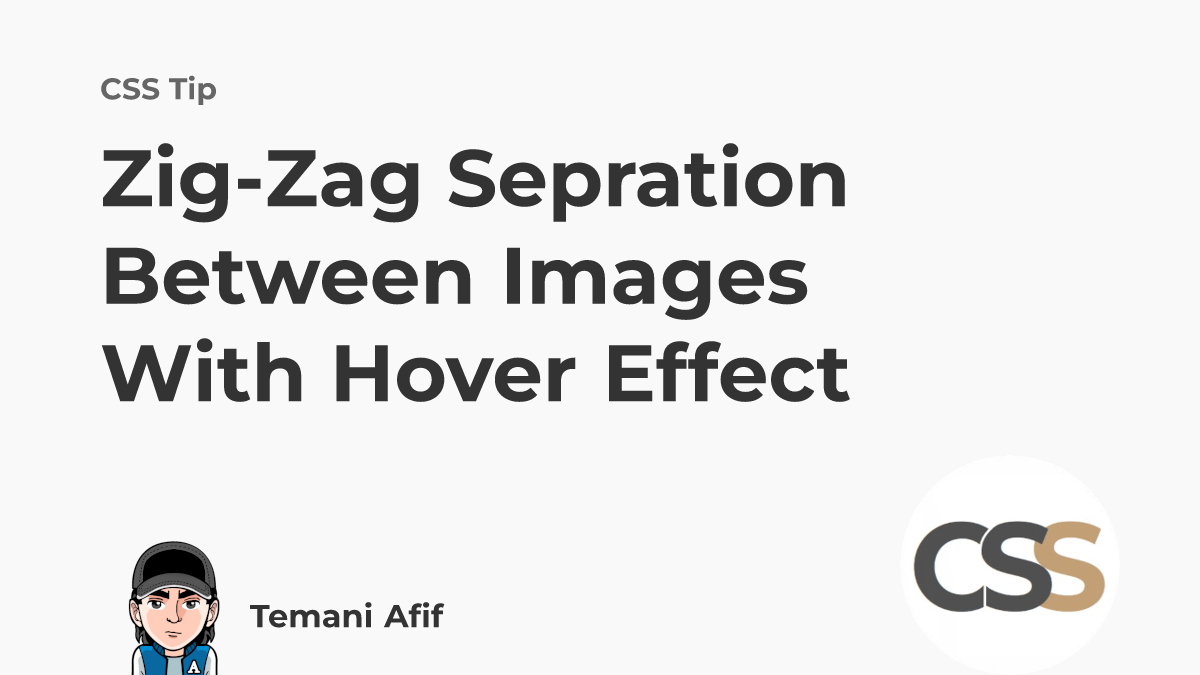 CSS Tip
Zig-Zag Sepration
Between Images
With Hover Effect
A
Temani Afif
CSS